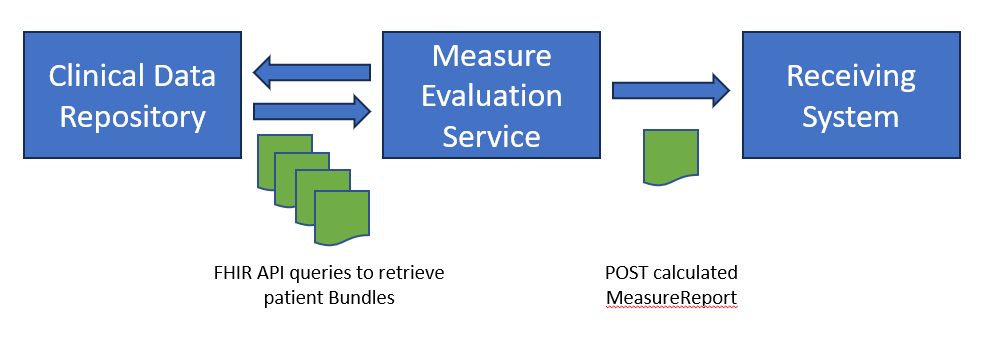 Clinical Data
Repository
Measure
Evaluation
Service
Receiving
System
FHIR API queries to retrieve
patient Bundles
POST calculated
MeasureReport